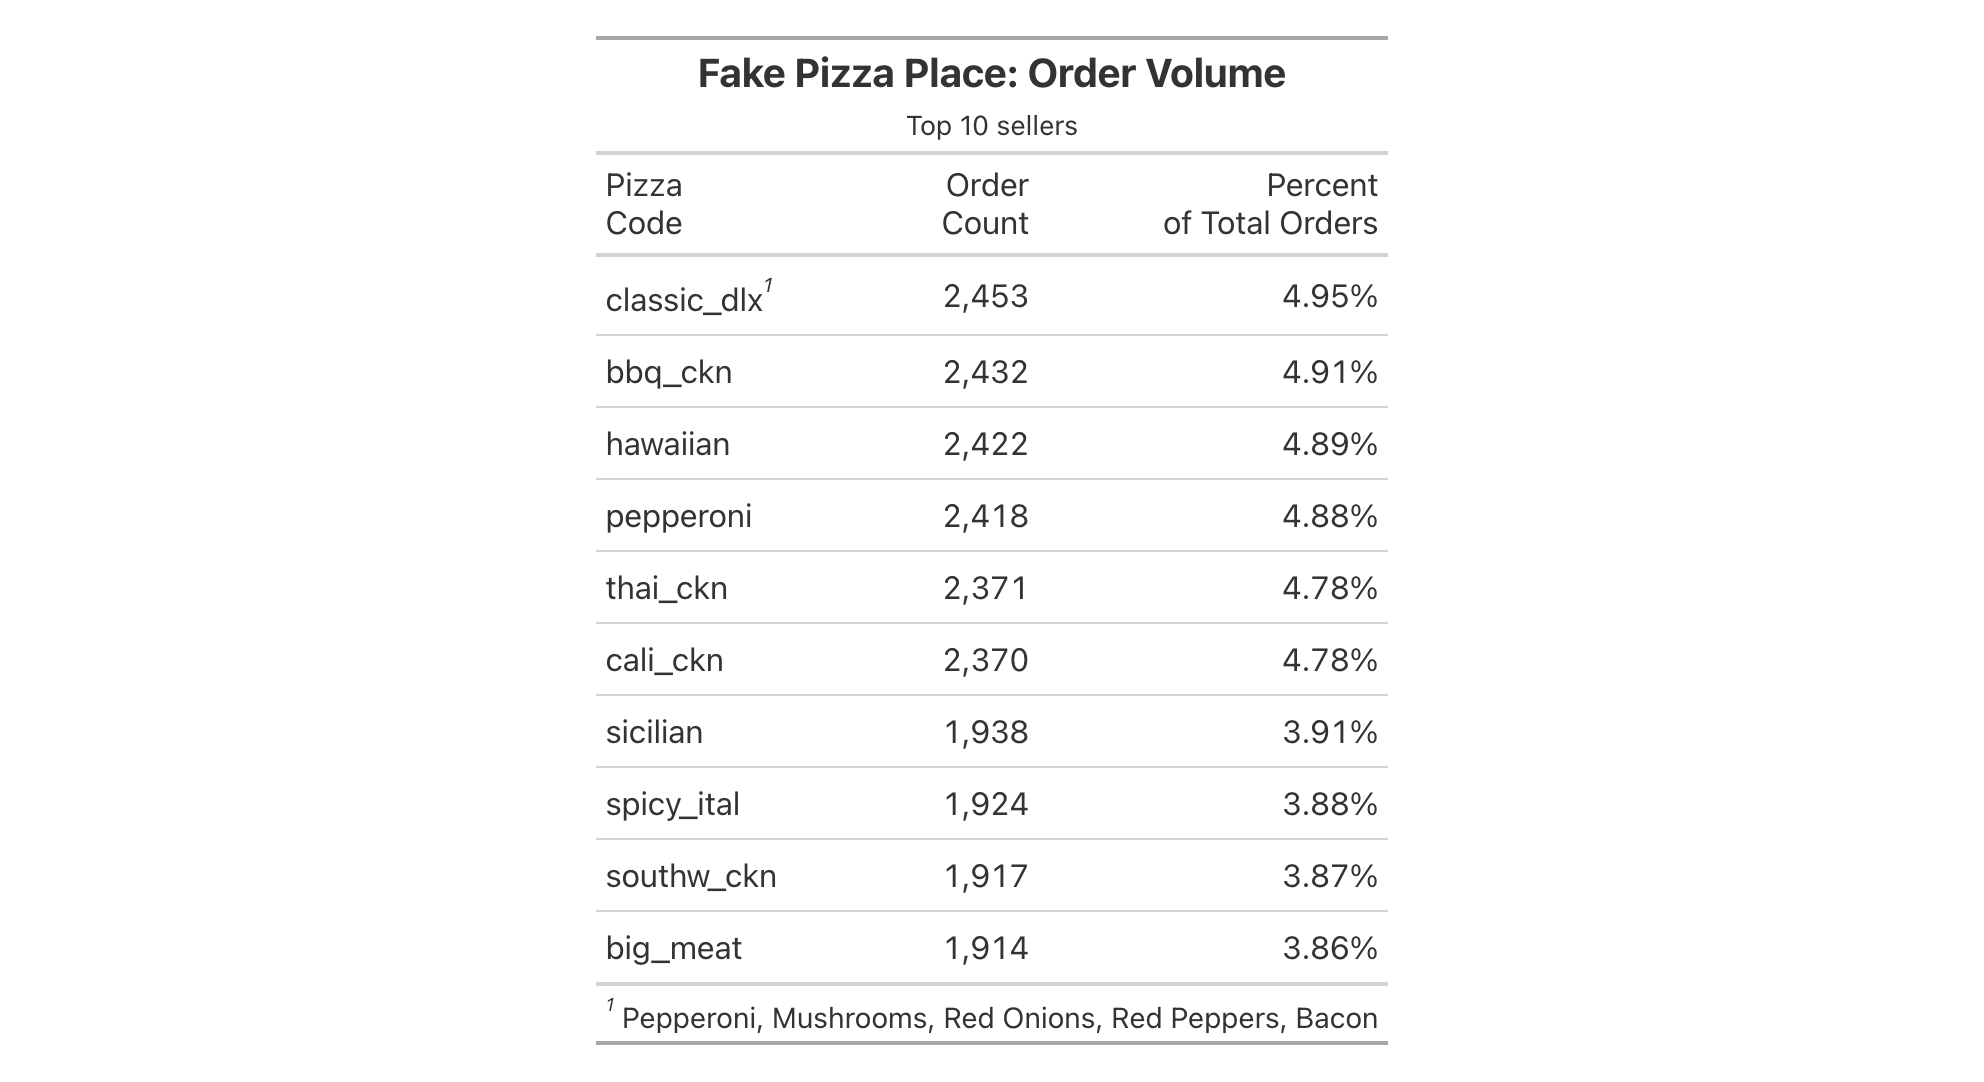 Fake Pizza Place: Order Volume
Top 10 sellers
Pizza Code Order Count Percent of Total Orders
classic_dlx1 2,453 4.95%
bbq_ckn 2,432 4.91%
hawaiian 2,422 4.89%
pepperoni 2,418 4.88%
thai_ckn 2,371 4.78%
cali_ckn 2,370 4.78%
sicilian 1,938 3.91%
spicy_ital 1,924 3.88%
southw_ckn 1,917 3.87%
big_meat 1,914 3.86%
1 Pepperoni, Mushrooms, Red Onions, Red Peppers, Bacon